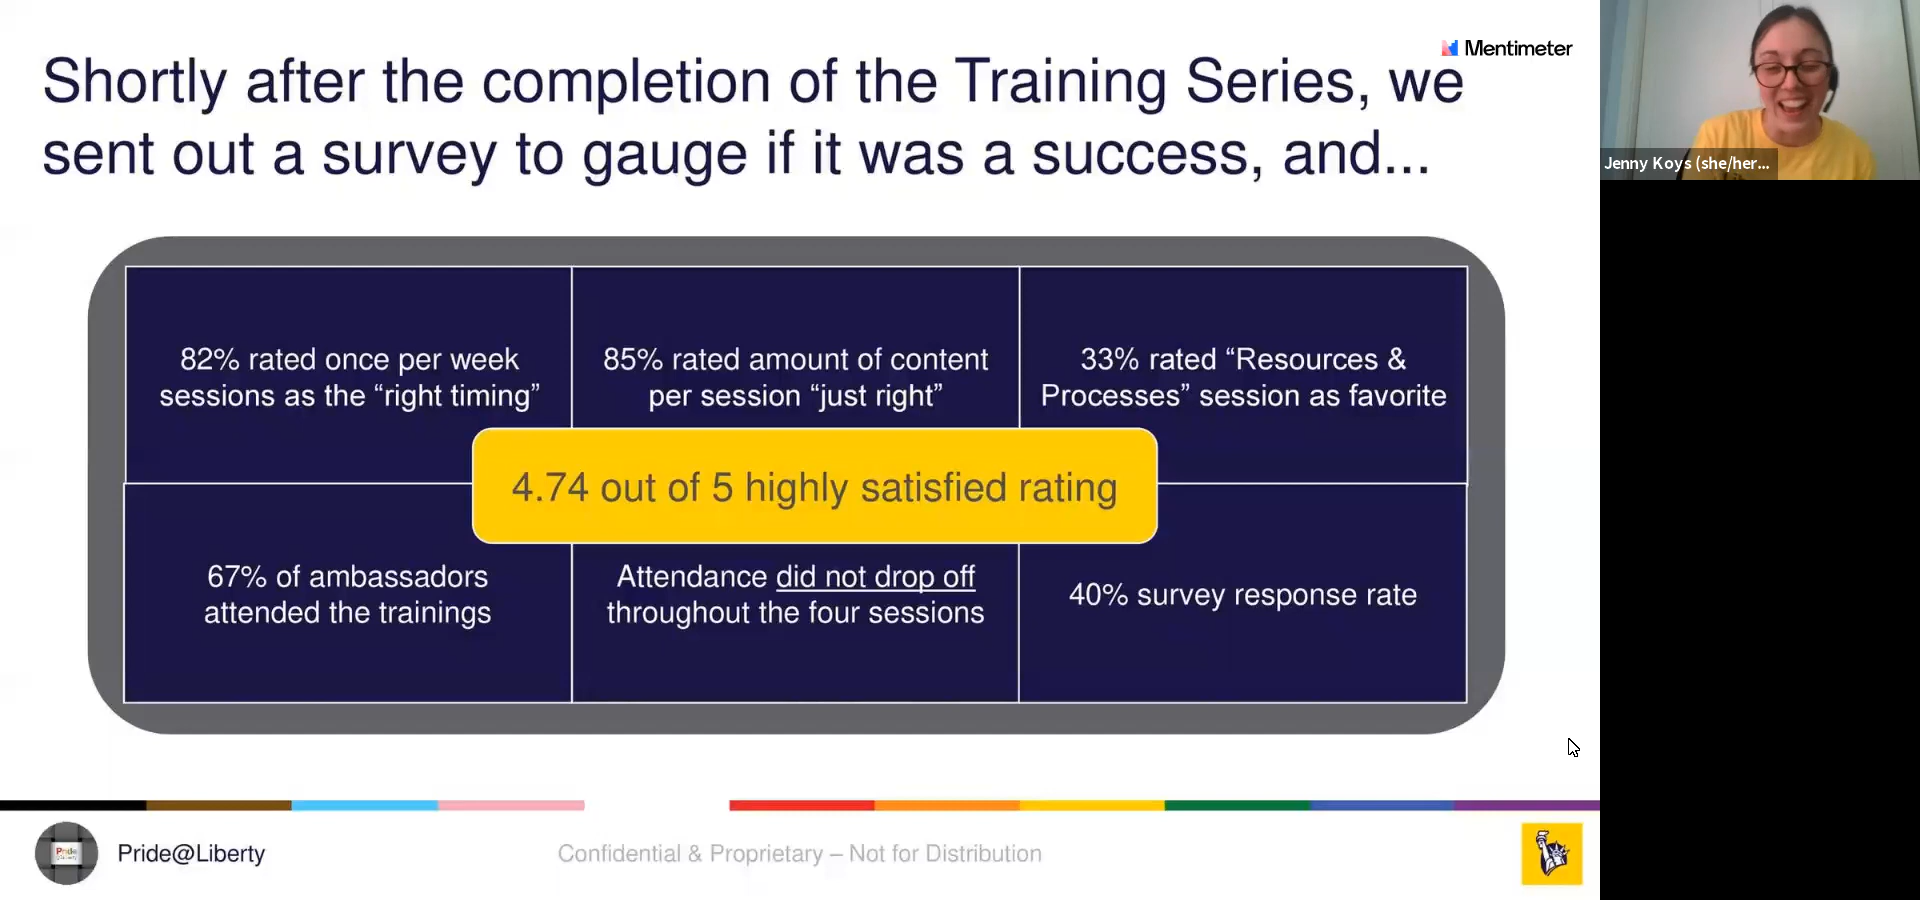 Mentimeter
Shortly after the completion of the Training Series, we
sent out a survey to gauge if it was a success, and...
Jenny Koys (she/her...
82% rated once per week
sessions as the “right timing”
85% rated amount of content
per session “just right”
33% rated “Resources &
Processes” session as favorite
4.74 out of 5 highly satisfied rating
67% of ambassadors
attended the trainings
Attendance did not drop off
throughout the four sessions
40% survey response rate
Pride
Pride@Liberty
Confidential & Proprietary – Not for Distribution